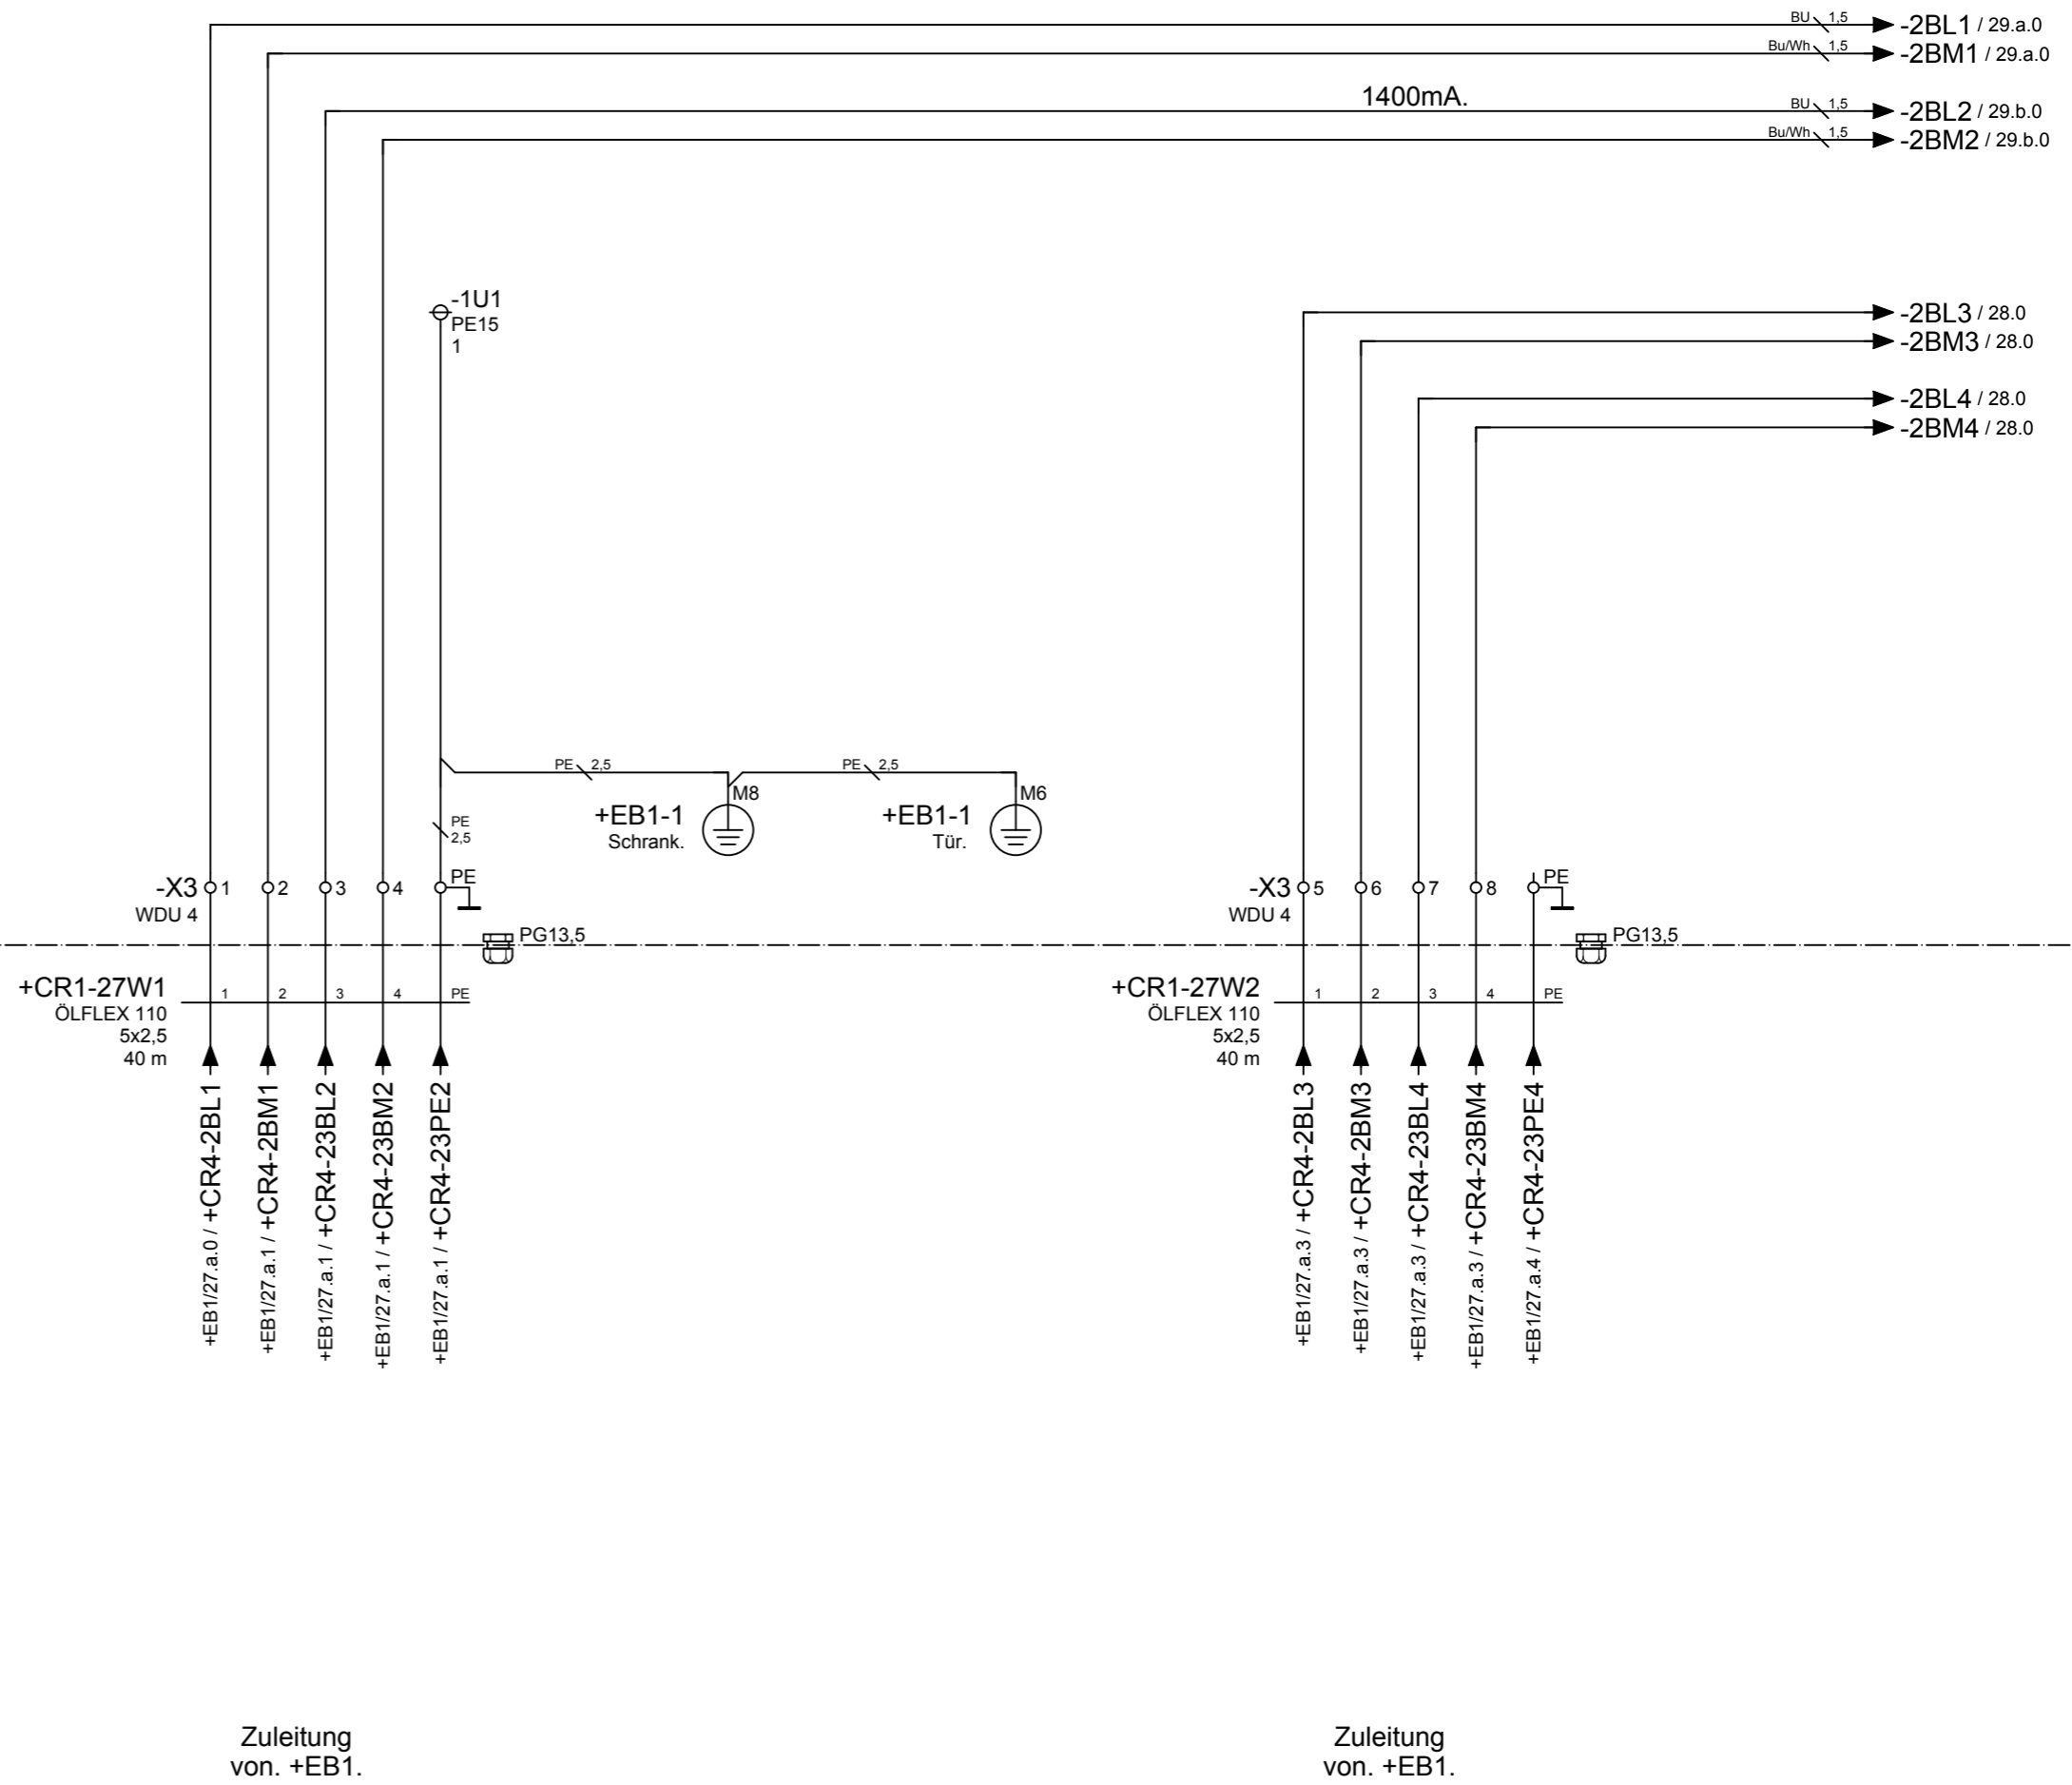 BU 1,5 -2BL1 / 29.a.0
Bu/Wh 1,5 -2BM1 / 29.a.0
1400mA.
BU 1,5 -2BL2 / 29.b.0
Bu/Wh 1,5 -2BM2 / 29.b.0
-1U1
PE15
1
-2BL3 / 28.0
-2BM3 / 28.0
-2BL4 / 28.0
-2BM4 / 28.0
PE 2,5
PE 2,5
M8
M6
+EB1-1
Schrank.
+EB1-1
Tür.
PE
2,5
-X3 1 2 3 4 PE
WDU 4
PG13,5
-X3 5 6 7 8 PE
WDU 4
PG13,5
+CR1-27W1 1 2 3 4 PE
ÖLFLEX 110
5x2,5
40 m
+CR1-27W2 1 2 3 4 PE
ÖLFLEX 110
5x2,5
40 m
+EB1/27.a.0 / +CR4-2BL1
+EB1/27.a.1 / +CR4-2BM1
+EB1/27.a.1 / +CR4-23BL2
+EB1/27.a.1 / +CR4-23BM2
+EB1/27.a.1 / +CR4-23PE2
+EB1/27.a.3 / +CR4-2BL3
+EB1/27.a.3 / +CR4-2BM3
+EB1/27.a.3 / +CR4-23BL4
+EB1/27.a.3 / +CR4-23BM4
+EB1/27.a.4 / +CR4-23PE4
Zuleitung
von. +EB1.
Zuleitung
von. +EB1.